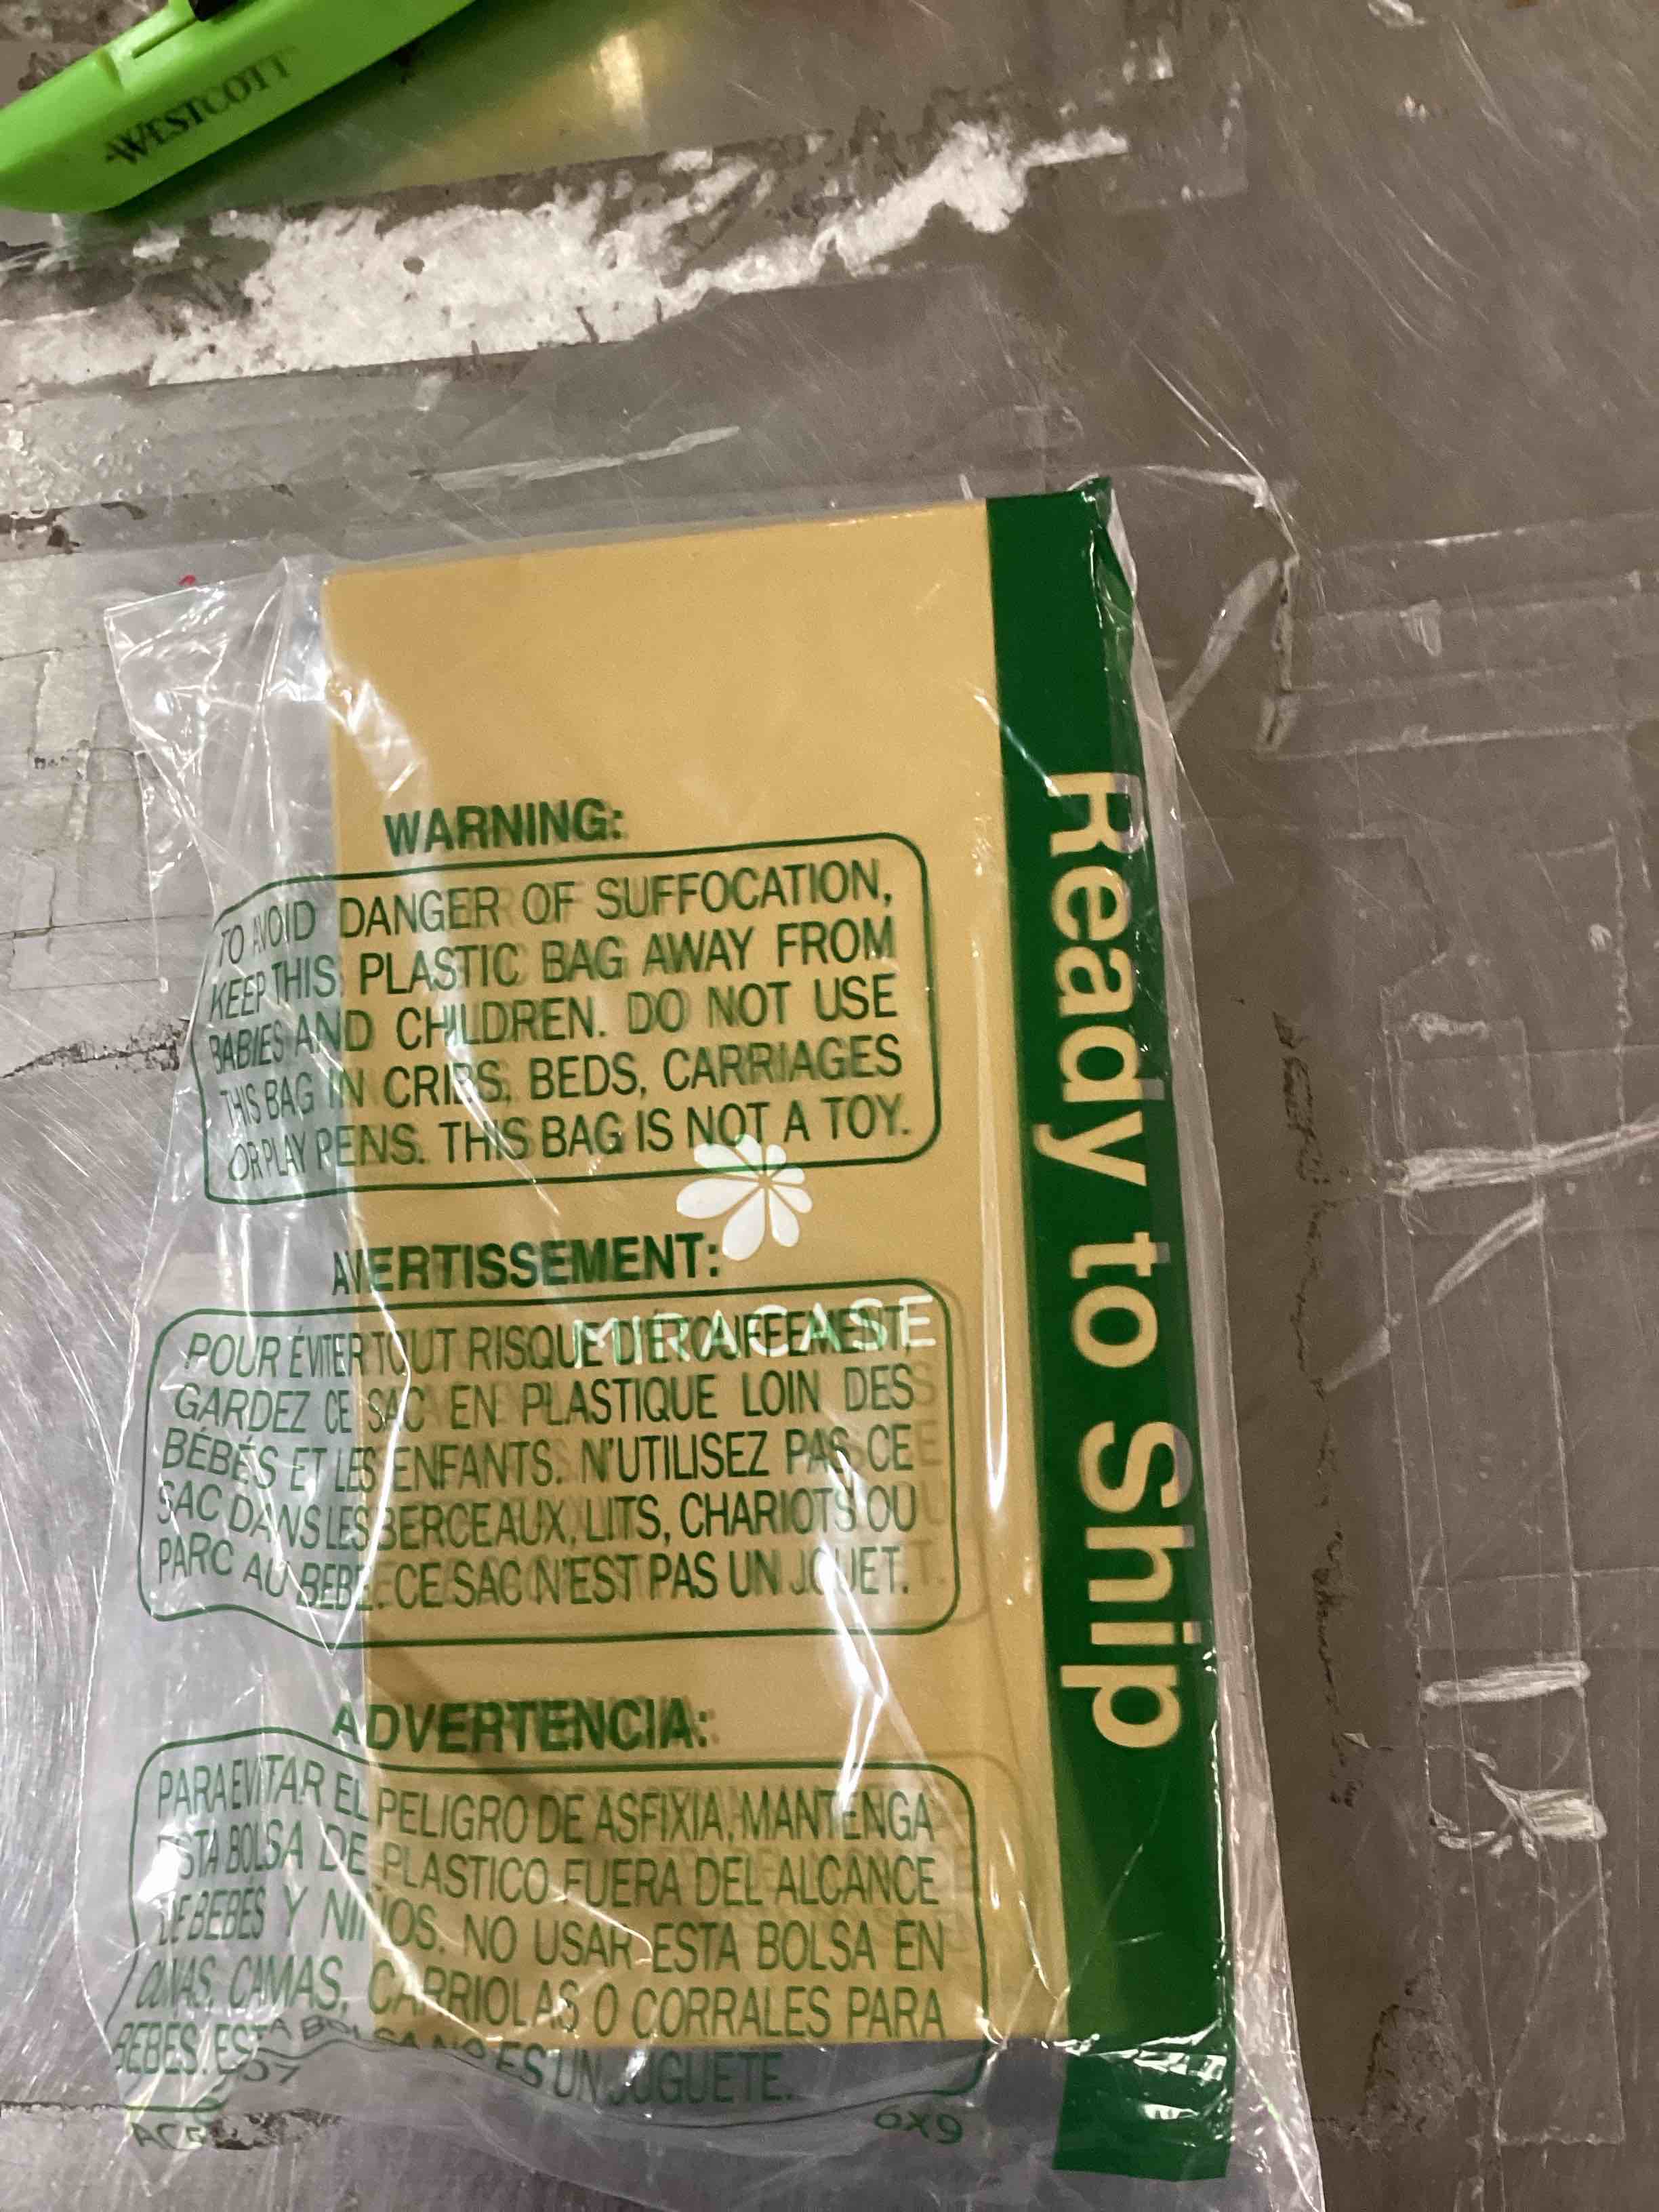 WESTCOTT
WARNING:
TO AVOID DANGER OF SUFFOCATION,
KEEP THIS PLASTIC BAG AWAY FROM
BABIES AND CHILDREN. DO NOT USE
THIS BAG IN CRIBS, BEDS, CARRIAGES
OR PLAY PENS. THIS BAG IS NOT A TOY.
AVERTISSEMENT:
MIRACASE
POUR ÉVITER TOUT RISQUE D'ÉTOUFFEMENT,
GARDEZ CE SAC EN PLASTIQUE LOIN DES
BÉBÉS ET LES ENFANTS. N'UTILISEZ PAS CE
SAC DANS LES BERCEAUX, LITS, CHARIOTS OU
PARC AU BEBE. CE SAC N'EST PAS UN JOUET.
ADVERTENCIA:
PARA EVITAR EL PELIGRO DE ASFIXIA, MANTENGA
ESTA BOLSA DE PLASTICO FUERA DEL ALCANCE
DE BEBÉS Y NIÑOS. NO USAR ESTA BOLSA EN
CUNAS, CAMAS, CARRIOLAS O CORRALES PARA
BEBES. ESTA BOLSA NO ES UN JUGUETE.
6X9
Ready to Ship